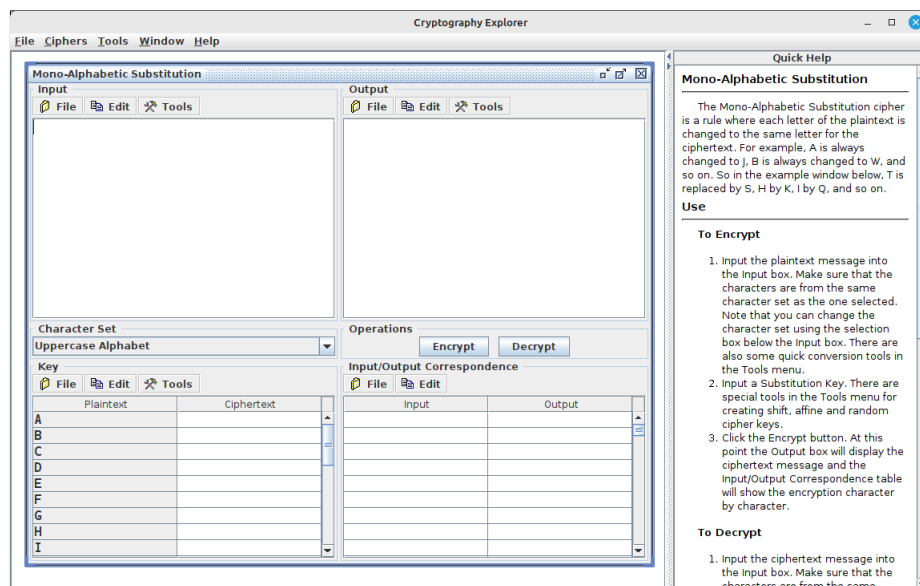 Cryptography Explorer
File Ciphers Tools Window Help
Mono-Alphabetic Substitution
Input
File Edit Tools
Output
File Edit Tools
Character Set
Uppercase Alphabet
Operations
Encrypt Decrypt
Key
File Edit Tools
Plaintext Ciphertext
A
B
C
D
E
F
G
H
I
Input/Output Correspondence
File Edit
Input Output
Quick Help
Mono-Alphabetic Substitution
The Mono-Alphabetic Substitution cipher
is a rule where each letter of the plaintext is
changed to the same letter for the
ciphertext. For example, A is always
changed to J, B is always changed to W, and
so on. So in the example window below, T is
replaced by S, H by K, I by Q, and so on.
Use
To Encrypt
1. Input the plaintext message into
the Input box. Make sure that the
characters are from the same
character set as the one selected.
Note that you can change the
character set using the selection
box below the Input box. There are
also some quick conversion tools in
the Tools menu.
2. Input a Substitution Key. There are
special tools in the Tools menu for
creating shift, affine and random
cipher keys.
3. Click the Encrypt button. At this
point the Output box will display the
ciphertext message and the
Input/Output Correspondence table
will show the encryption character
by character.
To Decrypt
1. Input the ciphertext message into
the Input box. Make sure that the
characters are from the same